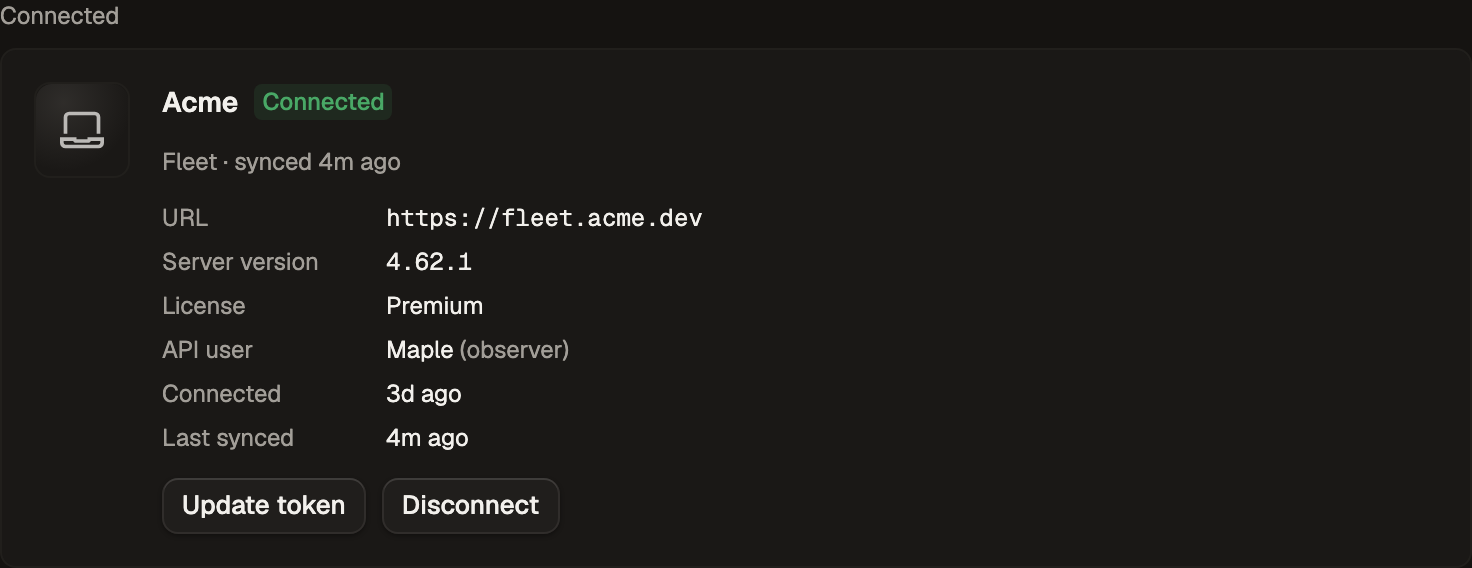 Connected
Acme Connected
Fleet · synced 4m ago
URL https://fleet.acme.dev
Server version 4.62.1
License Premium
API user Maple (observer)
Connected 3d ago
Last synced 4m ago
Update token Disconnect